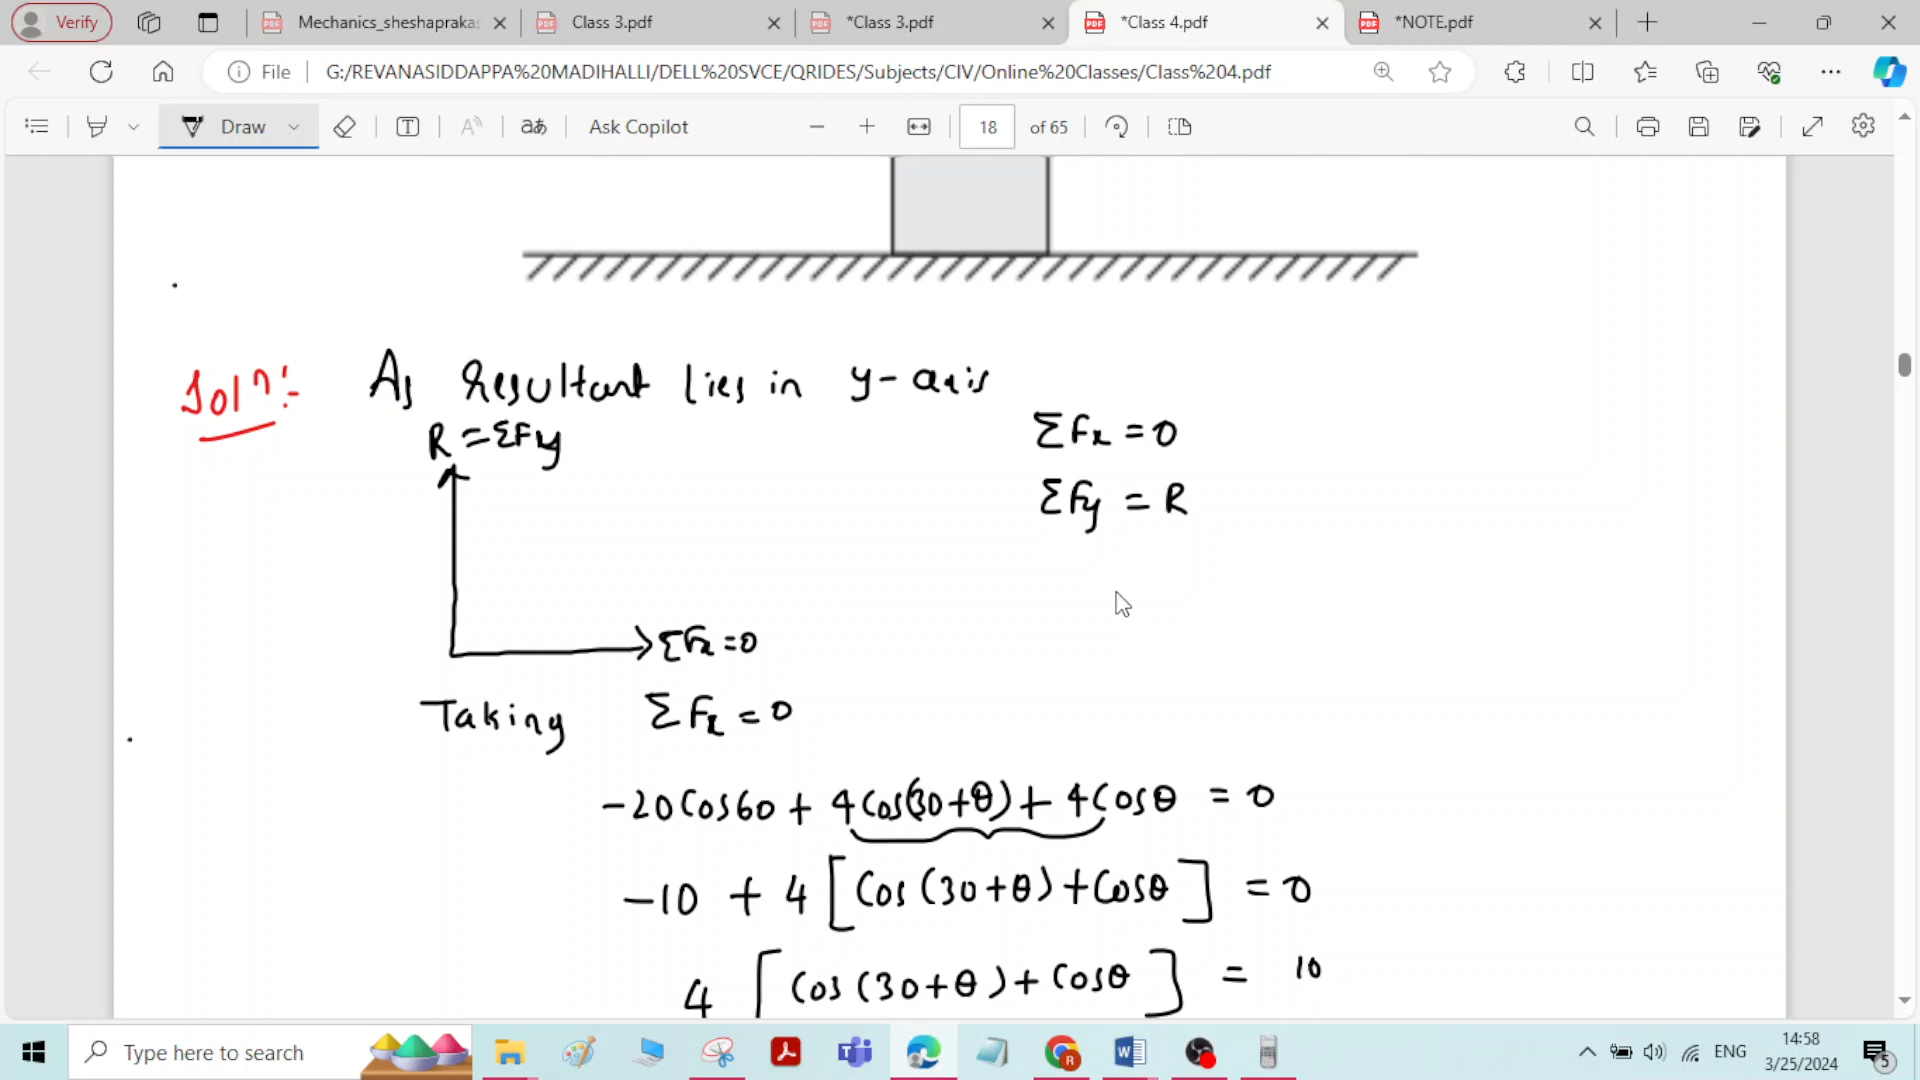 Verify
Mechanics_sheshapraka
Class 3.pdf
*Class 3.pdf
*Class 4.pdf
*NOTE.pdf
File
G:/REVANASIDDAPPA%20MADIHALLI/DELL%20SVCE/QRIDES/Subjects/CIV/Online%20Classes/Class%204.pdf
Draw
Ask Copilot
18 of 65
Soln:-
As Resultant lies in y-axis
R = ΣFy
ΣFx = 0
ΣFy = R
ΣFx = 0
Taking ΣFx = 0
-20Cos60 + 4Cos(30+θ) + 4Cosθ = 0
-10 + 4 [Cos(30+θ)+Cosθ] = 0
4 [Cos(30+θ)+Cosθ] = 10
Type here to search
ENG
14:58
3/25/2024
5